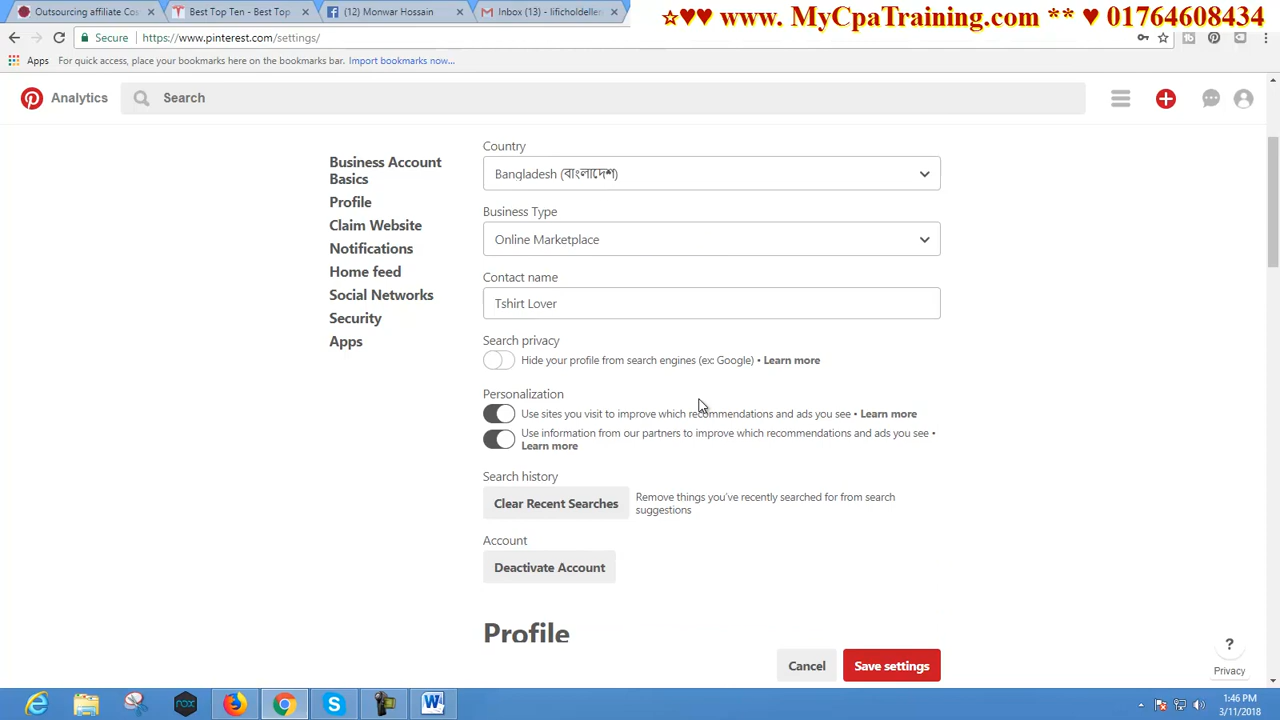 ☆♥♥ www. MyCpaTraining.com ** ♥ 01764608434
Outsourcing affiliate Co
Best Top Ten - Best Top
(12) Monwar Hossain
Inbox (13) - lificholdeller
Secure
https://www.pinterest.com/settings/
Apps
For quick access, place your bookmarks here on the bookmarks bar. Import bookmarks now...
Analytics
Search
Business Account
Basics
Profile
Claim Website
Notifications
Home feed
Social Networks
Security
Apps
Country
Bangladesh (বাংলাদেশ)
Business Type
Online Marketplace
Contact name
Tshirt Lover
Search privacy
Hide your profile from search engines (ex: Google) • Learn more
Personalization
Use sites you visit to improve which recommendations and ads you see • Learn more
Use information from our partners to improve which recommendations and ads you see •
Learn more
Search history
Clear Recent Searches
Remove things you've recently searched for from search
suggestions
Account
Deactivate Account
Profile
Cancel
Save settings
?
Privacy
1:46 PM
3/11/2018